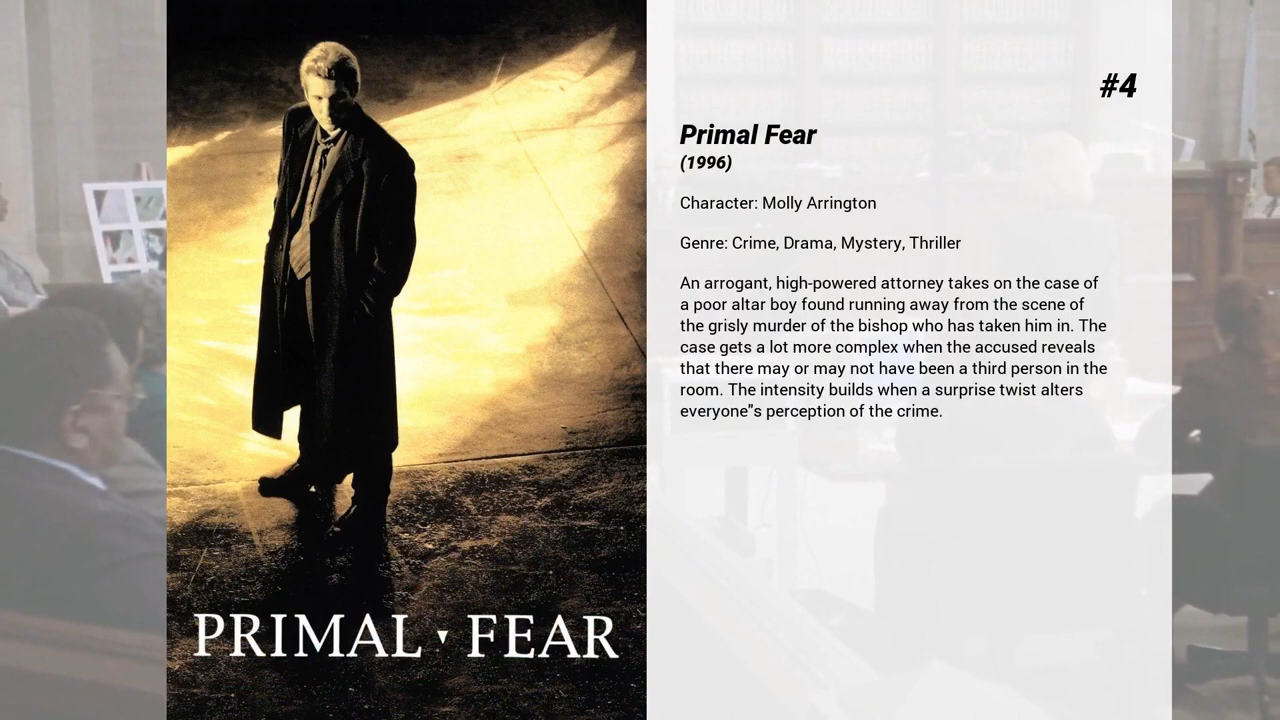 PRIMAL ▾ FEAR
#4
Primal Fear
(1996)
Character: Molly Arrington
Genre: Crime, Drama, Mystery, Thriller
An arrogant, high-powered attorney takes on the case of
a poor altar boy found running away from the scene of
the grisly murder of the bishop who has taken him in. The
case gets a lot more complex when the accused reveals
that there may or may not have been a third person in the
room. The intensity builds when a surprise twist alters
everyone"s perception of the crime.